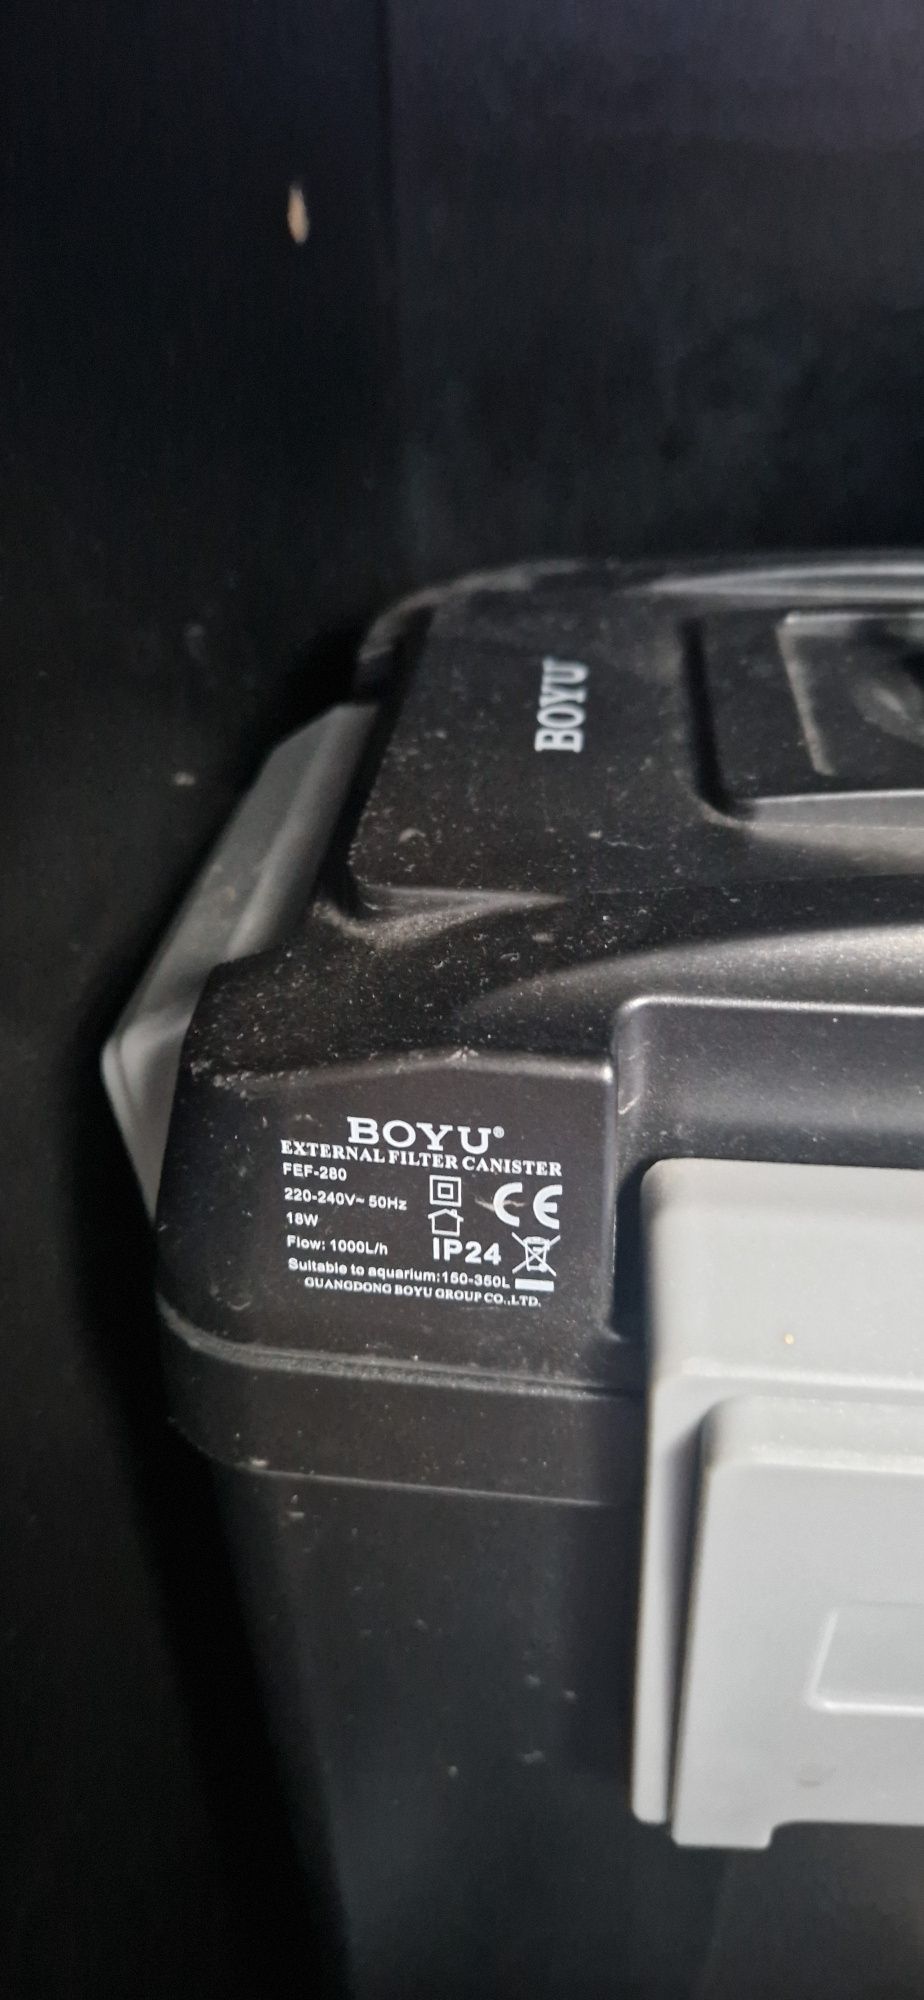 BOYU
BOYU®
EXTERNAL FILTER CANISTER
FEF-280
220-240V~ 50Hz
18W
CE
Flow: 1000L/h
IP24
Suitable to aquarium:150-350L
GUANGDONG BOYU GROUP CO.,LTD.